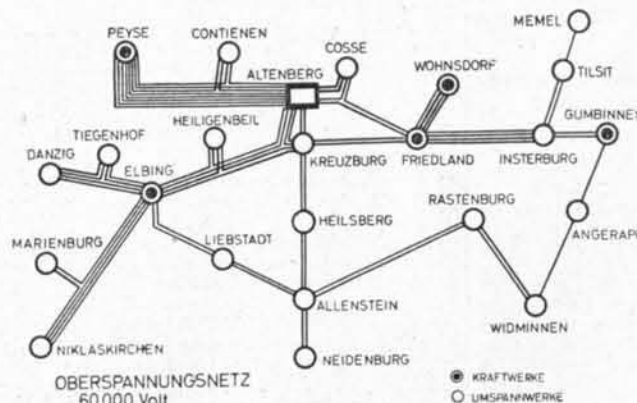 MEMEL
PEYSE
CONTIENEN
COSSE
WOHNSDORF
TILSIT
ALTENBERG
GUMBINNEN
TIEGENHOF
HEILIGENBEIL
DANZIG
ELBING
KREUZBURG
FRIEDLAND
INSTERBURG
RASTENBURG
HEILSBERG
MARIENBURG
LIEBSTADT
ANGERAPP
ALLENSTEIN
WIDMINNEN
NIKLASKIRCHEN
NEIDENBURG
OBERSPANNUNGSNETZ
60.000 Volt
KRAFTWERKE
UMSPANNWERKE